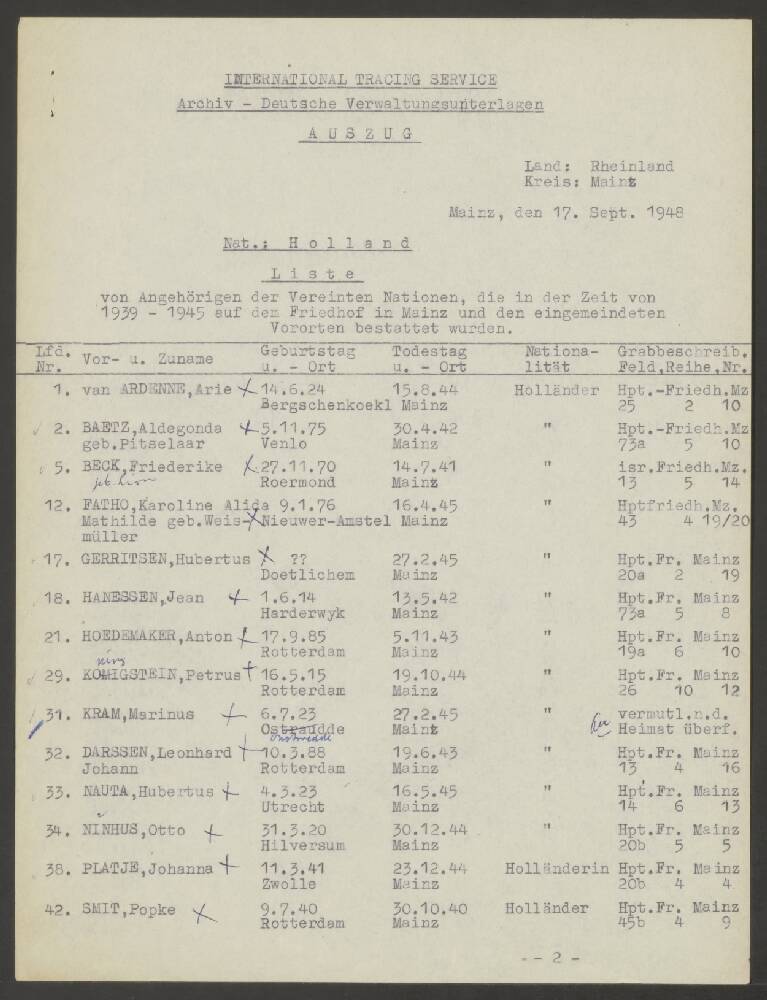 INTERNATIONAL TRACING SERVICE
Archiv - Deutsche Verwaltungsunterlagen
A U S Z U G
Land: Rheinland
Kreis: Mainz
Mainz, den 17. Sept. 1948
Nat.: H o l l a n d
L i s t e
von Angehörigen der Vereinten Nationen, die in der Zeit von
1939 - 1945 auf dem Friedhof in Mainz und den eingemeindeten
Vororten bestattet wurden.
Lfd. Vor- u. Zuname Geburtstag Todestag Nationa- Grabbeschreib.
Nr. u. - Ort u. - Ort lität Feld,Reihe,Nr.
1. van ARDENNE,Arie 14.6.24 15.8.44 Holländer Hpt.-Friedh.Mz
Bergschenkoekl Mainz 25 2 10
2. BAETZ,Aldegonda 5.11.75 30.4.42 " Hpt.-Friedh.Mz
geb.Pitselaar Venlo Mainz 73a 5 10
5. BECK,Friederike 27.11.70 14.7.41 " isr.Friedh.Mz.
geb. Roermond Mainz 13 5 14
12. FATHO,Karoline Alida 9.1.76 16.4.45 " Hptfriedh.Mz.
Mathilde geb.Weis- Nieuwer-Amstel Mainz 43 4 19/20
müller
17. GERRITSEN,Hubertus ?? 27.2.45 " Hpt.Fr. Mainz
Doetlichem Mainz 20a 2 19
18. HANESSEN,Jean 1.6.14 13.5.42 " Hpt.Fr. Mainz
Harderwyk Mainz 73a 5 8
21. HOEDEMAKER,Anton 17.9.85 5.11.43 " Hpt.Fr. Mainz
Rotterdam Mainz 19a 6 10
29. KOMIGSTEIN,Petrus 16.5.15 19.10.44 " Hpt.Fr. Mainz
Rotterdam Mainz 26 10 12
31. KRAM,Marinus 6.7.23 27.2.45 " vermutl.n.d.
Ostraudde Mainz Heimat überf.
Onstwedde
32. DARSSEN,Leonhard 10.3.88 19.6.43 " Hpt.Fr. Mainz
Johann Rotterdam Mainz 13 4 16
33. NAUTA,Hubertus 4.3.23 16.5.45 " Hpt.Fr. Mainz
Utrecht Mainz 14 6 13
34. NINHUS,Otto 31.3.20 30.12.44 " Hpt.Fr. Mainz
Hilversum Mainz 20b 5 5
38. PLATJE,Johanna 11.3.41 23.12.44 Holländerin Hpt.Fr. Mainz
Zwolle Mainz 20b 4 4
42. SMIT,Popke 9.7.40 30.10.40 Holländer Hpt.Fr. Mainz
Rotterdam Mainz 45b 4 9
-- 2 -